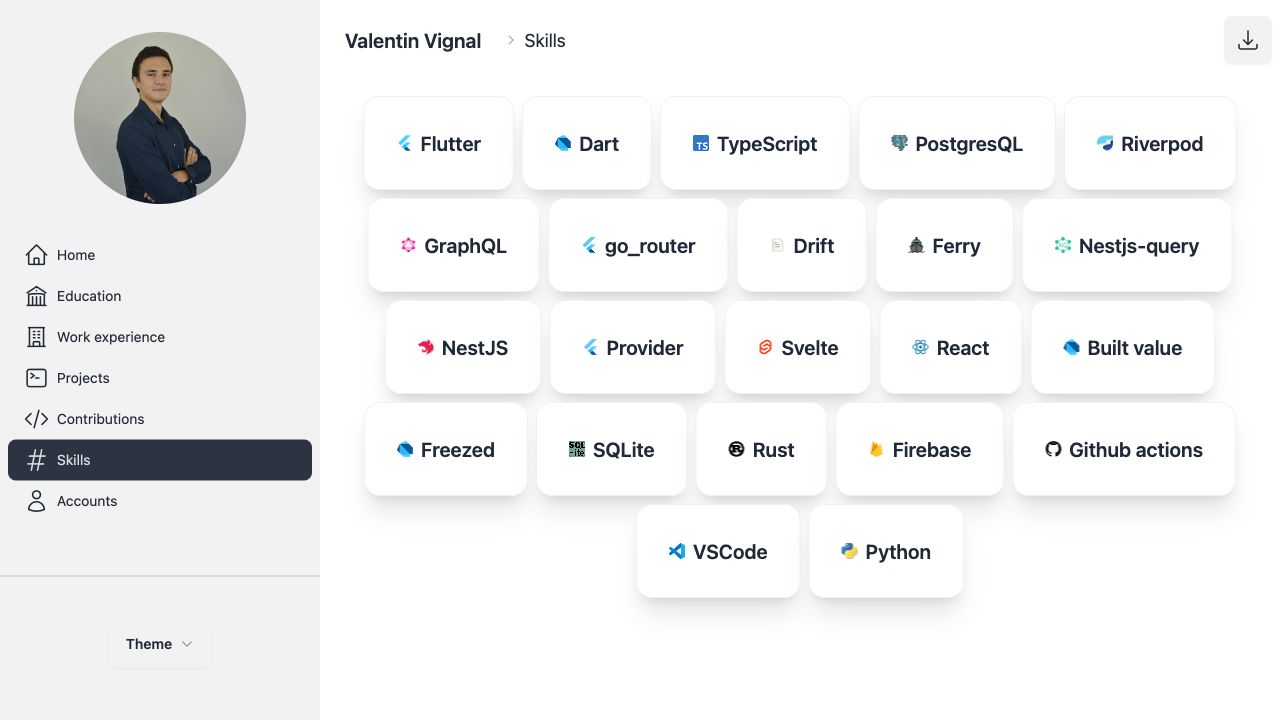 Valentin Vignal > Skills
Home
Education
Work experience
Projects
Contributions
Skills
Accounts
Theme
Flutter Dart TS TypeScript PostgresQL Riverpod
GraphQL go_router Drift Ferry Nestjs-query
NestJS Provider Svelte React Built value
Freezed SQL ite SQLite Rust Firebase Github actions
VSCode Python